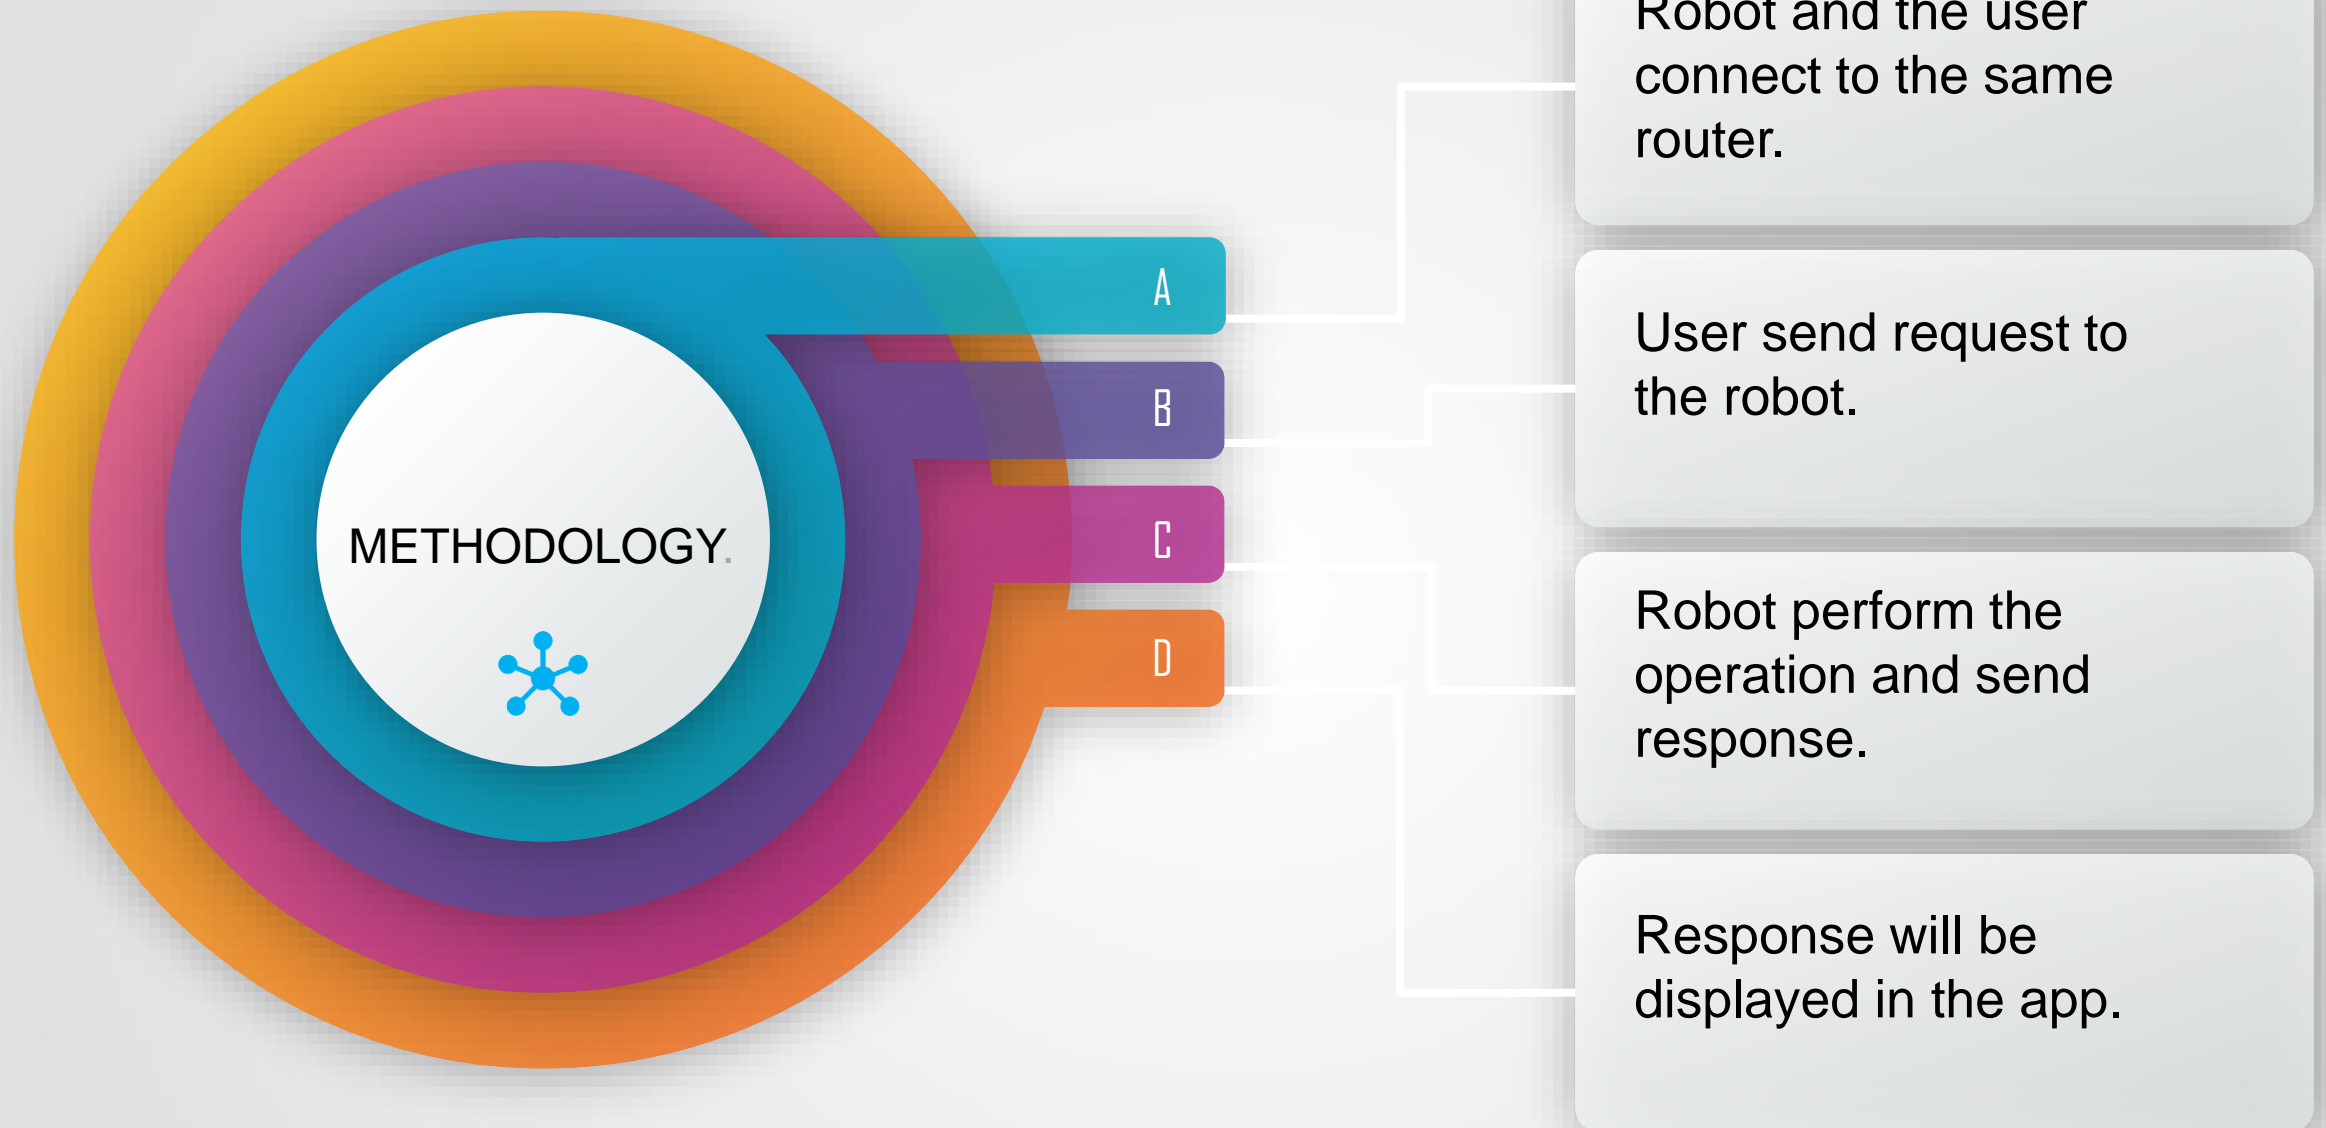 METHODOLOGY.
A
B
C
D
Robot and the user
connect to the same
router.
User send request to
the robot.
Robot perform the
operation and send
response.
Response will be
displayed in the app.